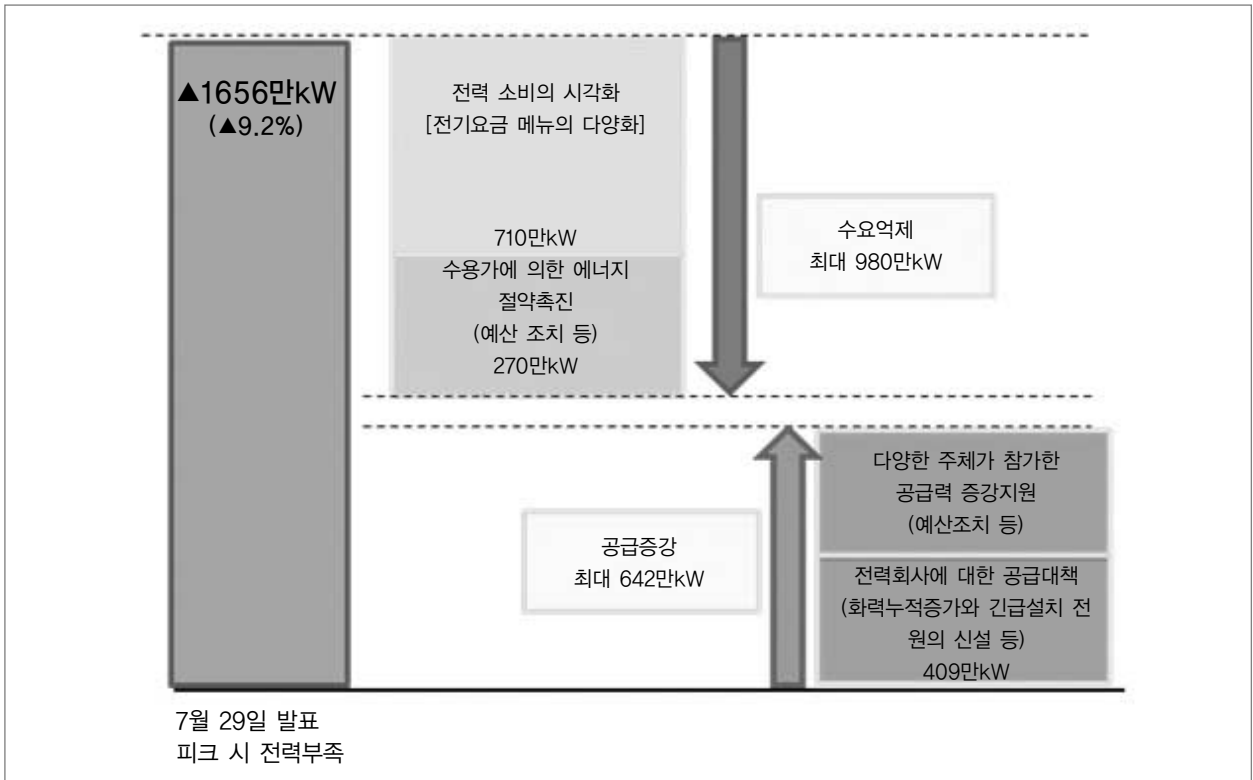 ▲1656만kW
(▲9.2%)
전력 소비의 시각화
[전기요금 메뉴의 다양화]
710만kW
수용가에 의한 에너지
절약촉진
(예산 조치 등)
270만kW
수요억제
최대 980만kW
공급증강
최대 642만kW
다양한 주체가 참가한
공급력 증강지원
(예산조치 등)
전력회사에 대한 공급대책
(화력누적증가와 긴급설치 전
원의 신설 등)
409만kW
7월 29일 발표
피크 시 전력부족